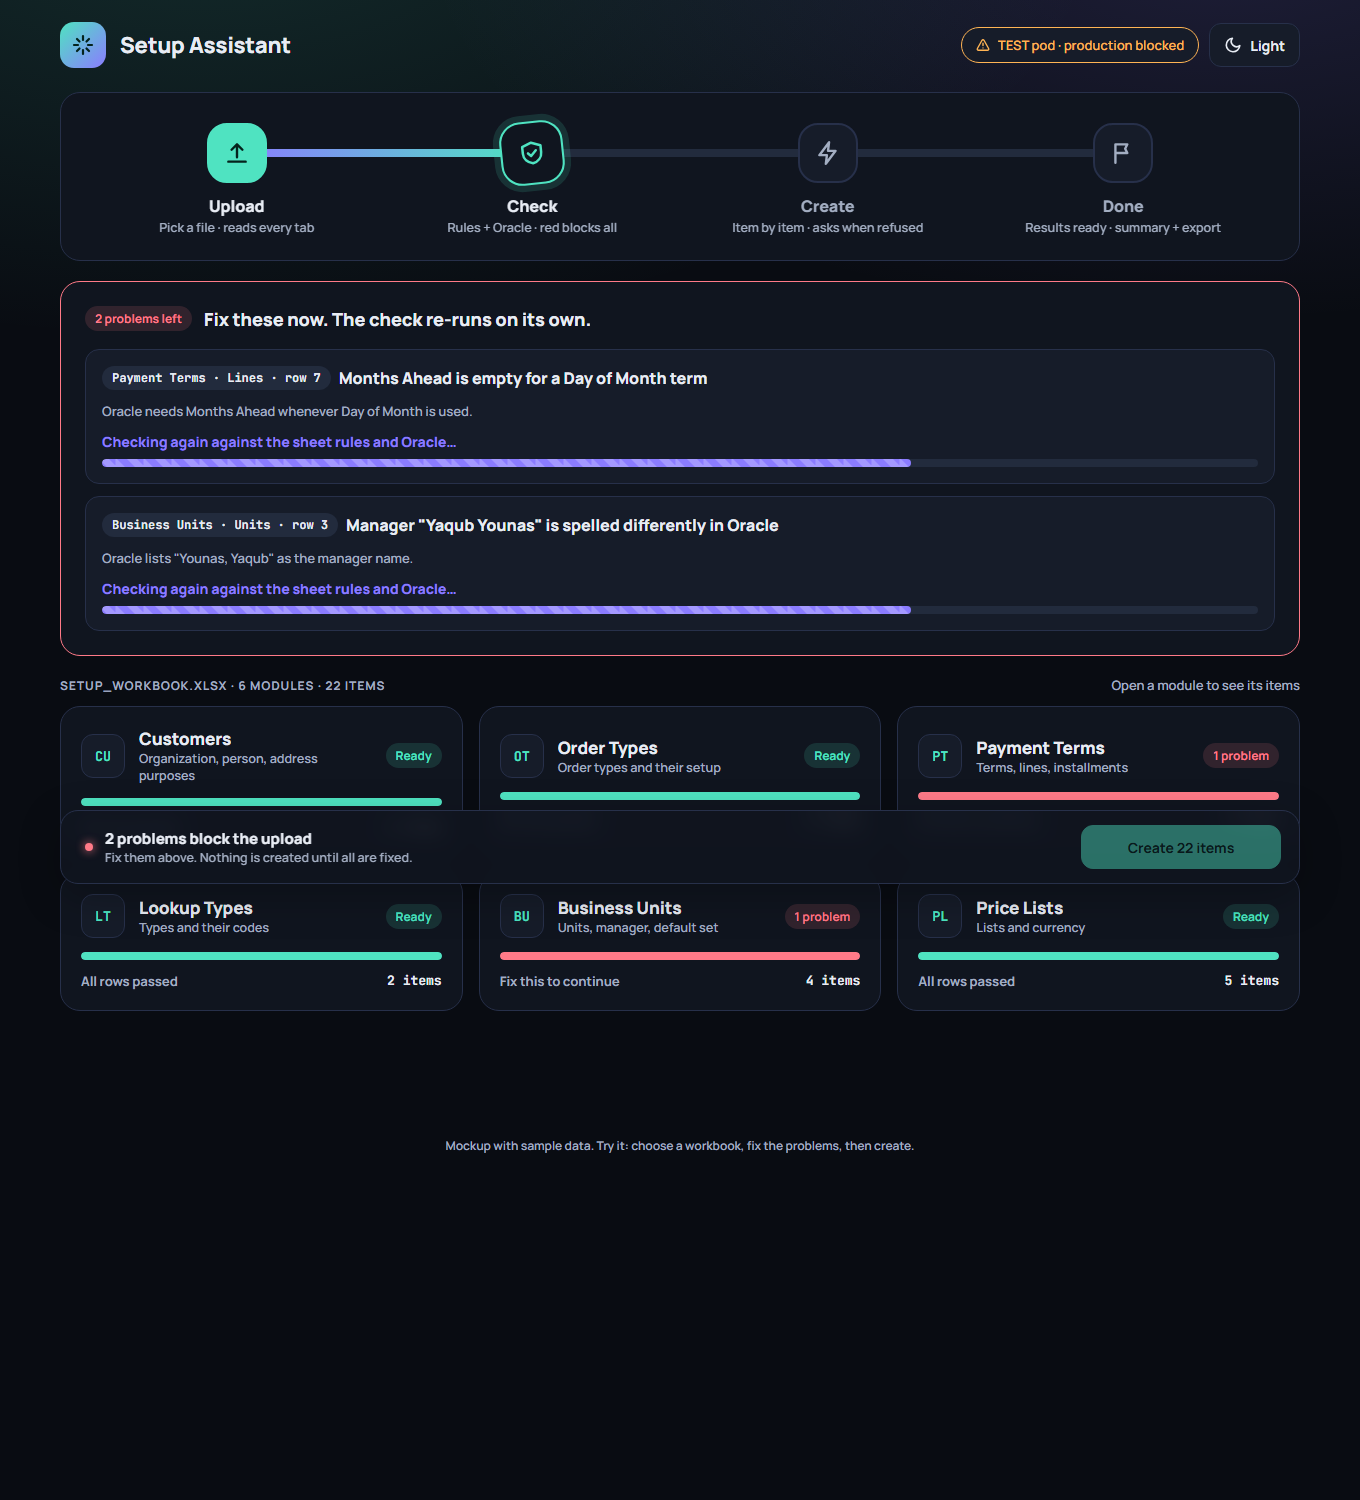 Setup Assistant
TEST pod · production blocked
Light
Upload
Pick a file · reads every tab
Check
Rules + Oracle · red blocks all
Create
Item by item · asks when refused
Done
Results ready · summary + export
2 problems left
Fix these now. The check re-runs on its own.
Payment Terms · Lines · row 7
Months Ahead is empty for a Day of Month term
Oracle needs Months Ahead whenever Day of Month is used.
Checking again against the sheet rules and Oracle...
Business Units · Units · row 3
Manager "Yaqub Younas" is spelled differently in Oracle
Oracle lists "Younas, Yaqub" as the manager name.
Checking again against the sheet rules and Oracle...
SETUP_WORKBOOK.XLSX · 6 MODULES · 22 ITEMS
Open a module to see its items
CU
Customers
Organization, person, address
purposes
Ready
OT
Order Types
Order types and their setup
Ready
PT
Payment Terms
Terms, lines, installments
1 problem
2 problems block the upload
Fix them above. Nothing is created until all are fixed.
Create 22 items
LT
Lookup Types
Types and their codes
Ready
All rows passed
2 items
BU
Business Units
Units, manager, default set
1 problem
Fix this to continue
4 items
PL
Price Lists
Lists and currency
Ready
All rows passed
5 items
Mockup with sample data. Try it: choose a workbook, fix the problems, then create.